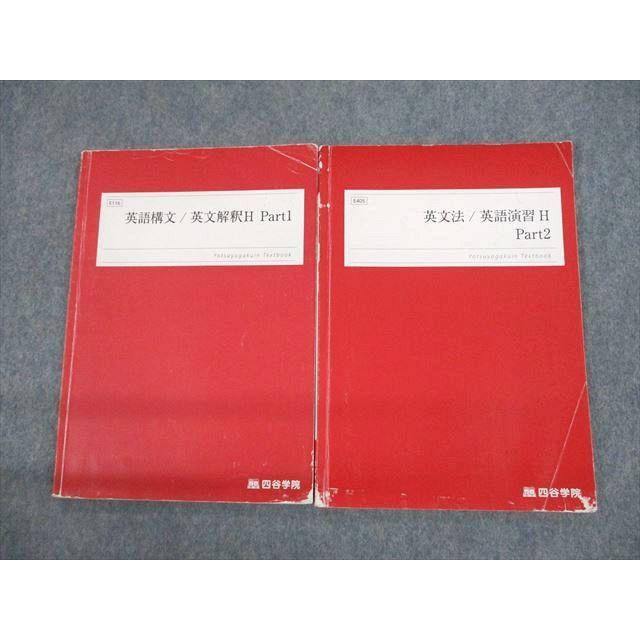 E116
英語構文 / 英文解釈H Part1
Yotsuyagakuin Textbook
四谷学院
E405
英文法 / 英語演習 H
Part2
Yotsuyagakuin Textbook
四谷学院